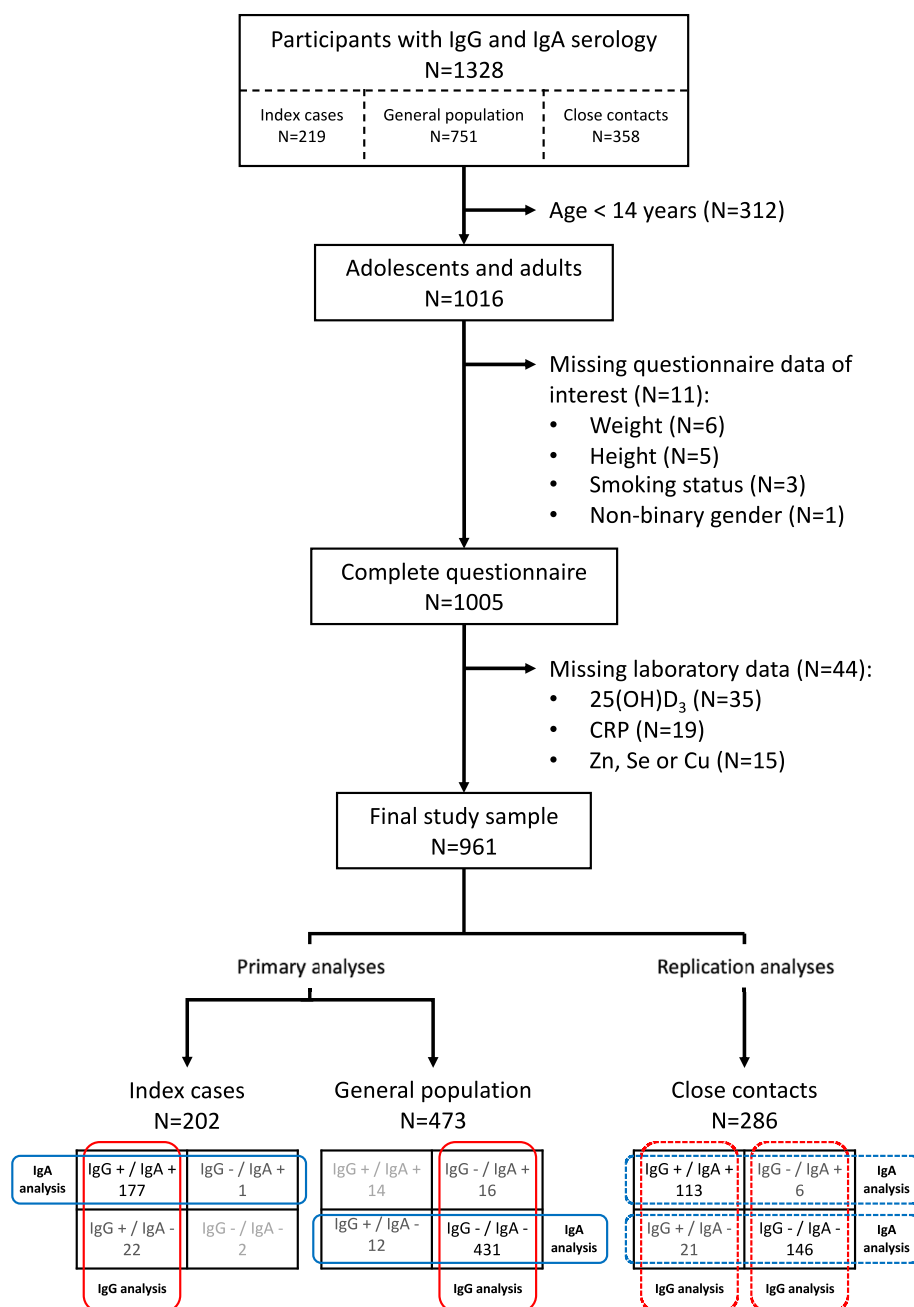 Participants with IgG and IgA serology
N=1328
Index cases
N=219
General population
N=751
Close contacts
N=358
Age < 14 years (N=312)
Adolescents and adults
N=1016
Missing questionnaire data of
interest (N=11):
• Weight (N=6)
• Height (N=5)
• Smoking status (N=3)
• Non-binary gender (N=1)
Complete questionnaire
N=1005
Missing laboratory data (N=44):
• 25(OH)D₃ (N=35)
• CRP (N=19)
• Zn, Se or Cu (N=15)
Final study sample
N=961
Primary analyses
Replication analyses
Index cases
N=202
IgA
analysis
IgG + / IgA +
177
IgG - / IgA +
1
IgG + / IgA -
22
IgG - / IgA -
2
IgG analysis
General population
N=473
IgG + / IgA +
14
IgG - / IgA +
16
IgG + / IgA -
12
IgG - / IgA -
431
IgA
analysis
IgG analysis
Close contacts
N=286
IgG + / IgA +
113
IgG - / IgA +
6
IgA
analysis
IgG + / IgA -
21
IgG - / IgA -
146
IgA
analysis
IgG analysis
IgG analysis